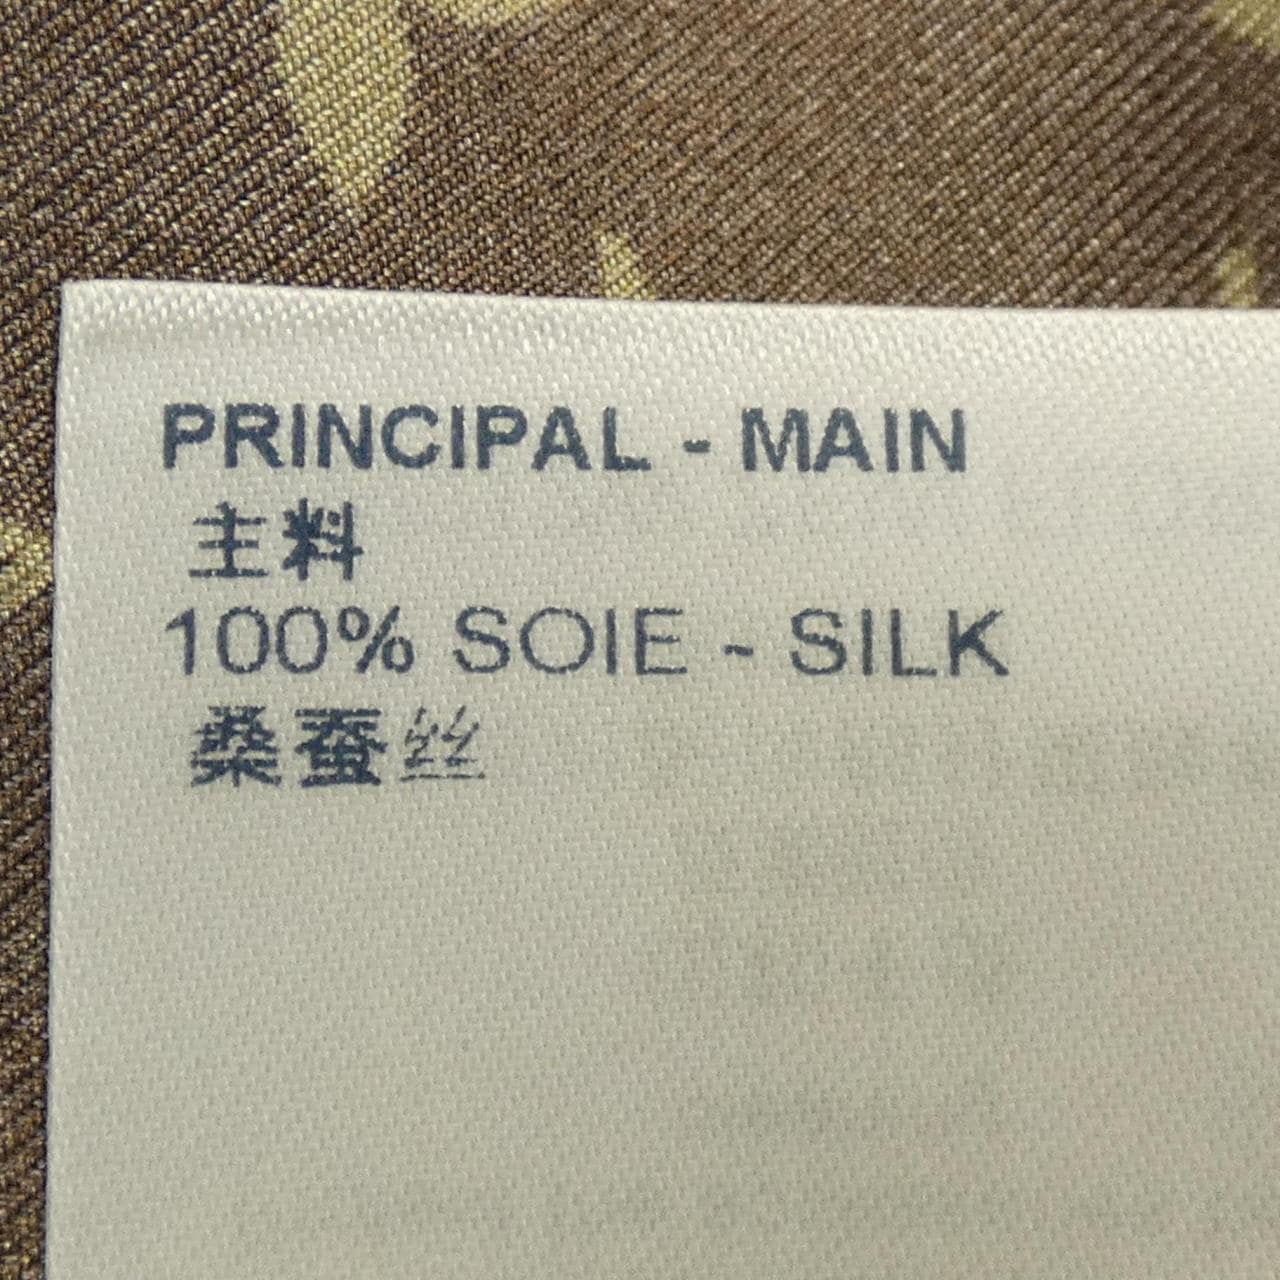 PRINCIPAL - MAIN
主料
100% SOIE - SILK
桑蚕丝